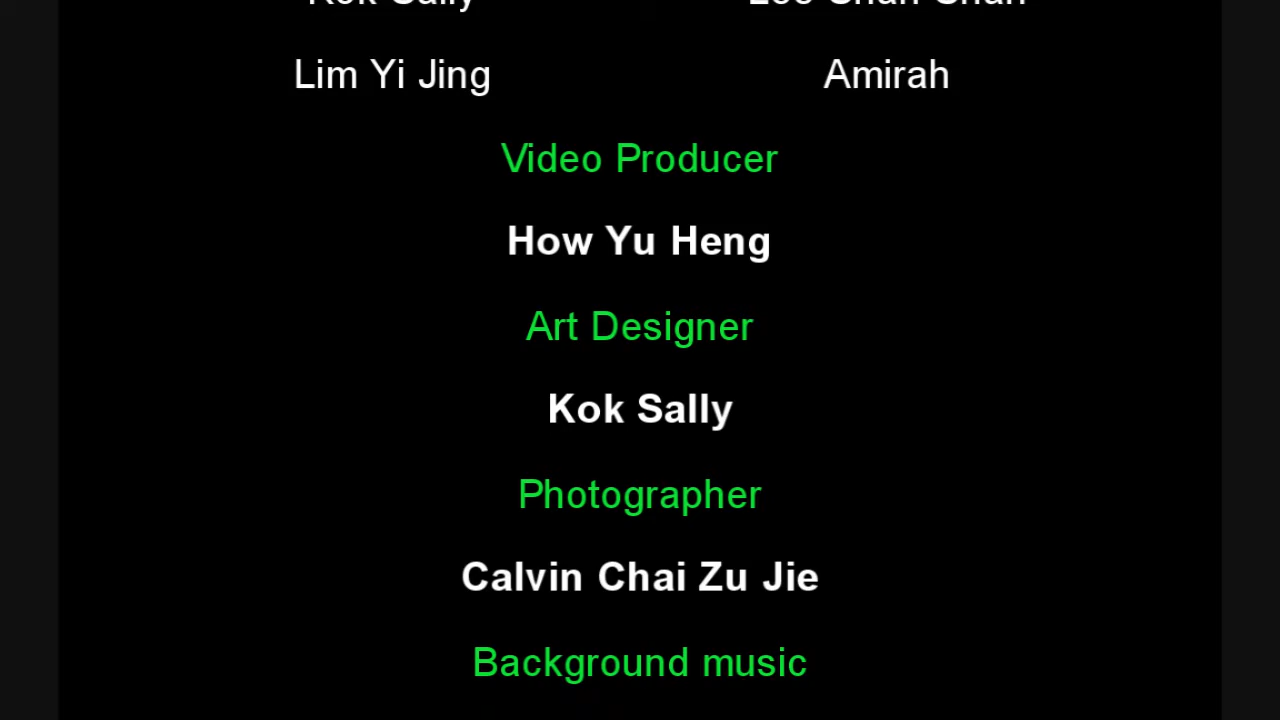 Kok Sally
Lim Yi Jing Amirah
Video Producer
How Yu Heng
Art Designer
Kok Sally
Photographer
Calvin Chai Zu Jie
Background music